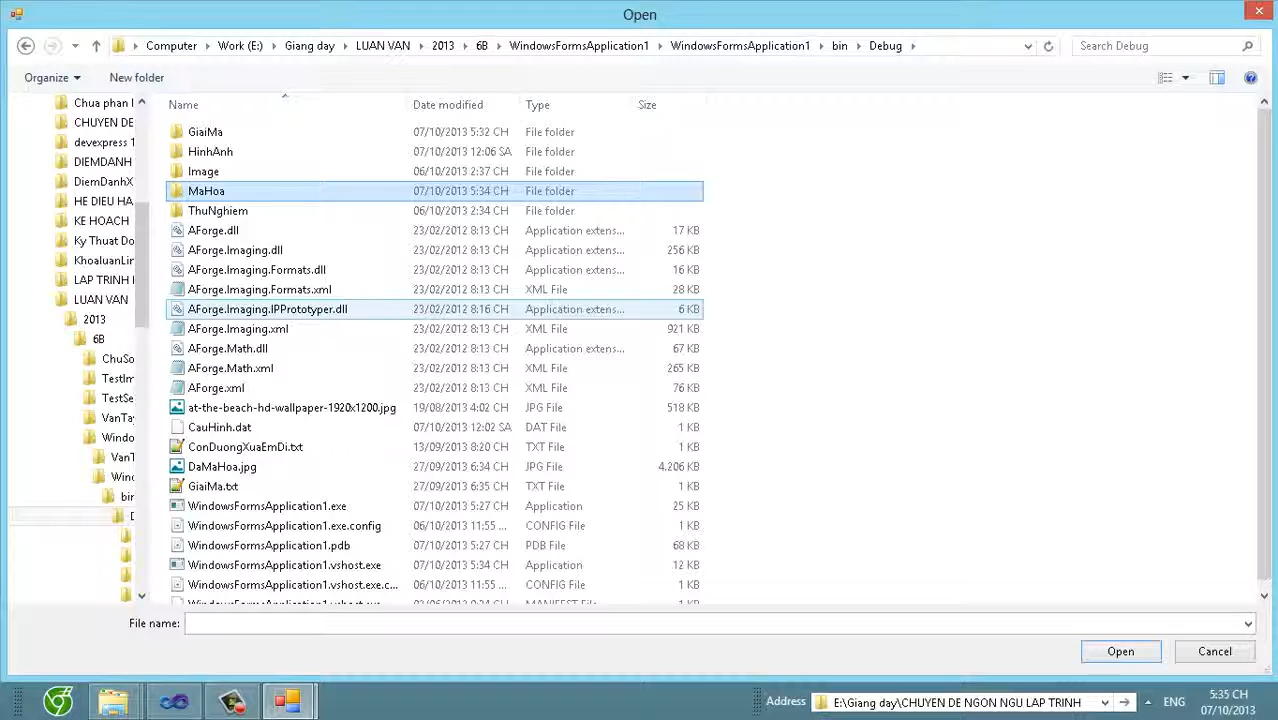 Open
Computer Work (E:) Giang day LUAN VAN 2013 6B WindowsFormsApplication1 WindowsFormsApplication1 bin Debug Search Debug
Organize New folder
Name Date modified Type Size
Chua phan l
CHUYEN DE
devexpress 1
DIEMDANH
DiemDanhX
HE DIEU HA
KE HOACH
Ky Thuat Do
KhoaluanLin
LAP TRINH I
LUAN VAN
2013
6B
ChuSo
TestIm
TestSe
VanTa
Windo
VanT
Winc
bin
D
GiaiMa 07/10/2013 5:32 CH File folder
HinhAnh 07/10/2013 12:06 SA File folder
Image 06/10/2013 2:37 CH File folder
MaHoa 07/10/2013 5:34 CH File folder
ThuNghiem 06/10/2013 2:34 CH File folder
AForge.dll 23/02/2012 8:13 CH Application extens... 17 KB
AForge.Imaging.dll 23/02/2012 8:13 CH Application extens... 256 KB
AForge.Imaging.Formats.dll 23/02/2012 8:13 CH Application extens... 16 KB
AForge.Imaging.Formats.xml 23/02/2012 8:13 CH XML File 28 KB
AForge.Imaging.IPPrototyper.dll 23/02/2012 8:16 CH Application extens... 6 KB
AForge.Imaging.xml 23/02/2012 8:13 CH XML File 921 KB
AForge.Math.dll 23/02/2012 8:13 CH Application extens... 67 KB
AForge.Math.xml 23/02/2012 8:13 CH XML File 265 KB
AForge.xml 23/02/2012 8:13 CH XML File 76 KB
at-the-beach-hd-wallpaper-1920x1200.jpg 19/08/2013 4:02 CH JPG File 518 KB
CauHinh.dat 07/10/2013 12:02 SA DAT File 1 KB
ConDuongXuaEmDi.txt 13/09/2013 8:20 CH TXT File 1 KB
DaMaHoa.jpg 27/09/2013 6:34 CH JPG File 4.206 KB
GiaiMa.txt 27/09/2013 6:35 CH TXT File 1 KB
WindowsFormsApplication1.exe 07/10/2013 5:27 CH Application 25 KB
WindowsFormsApplication1.exe.config 06/10/2013 11:55 ... CONFIG File 1 KB
WindowsFormsApplication1.pdb 07/10/2013 5:27 CH PDB File 68 KB
WindowsFormsApplication1.vshost.exe 07/10/2013 5:35 CH Application 12 KB
WindowsFormsApplication1.vshost.exe.c... 06/10/2013 11:55 ... CONFIG File 1 KB
File name:
Open Cancel
Address E:\Giang day\CHUYEN DE NGON NGU LAP TRINH ENG 5:35 CH
07/10/2013